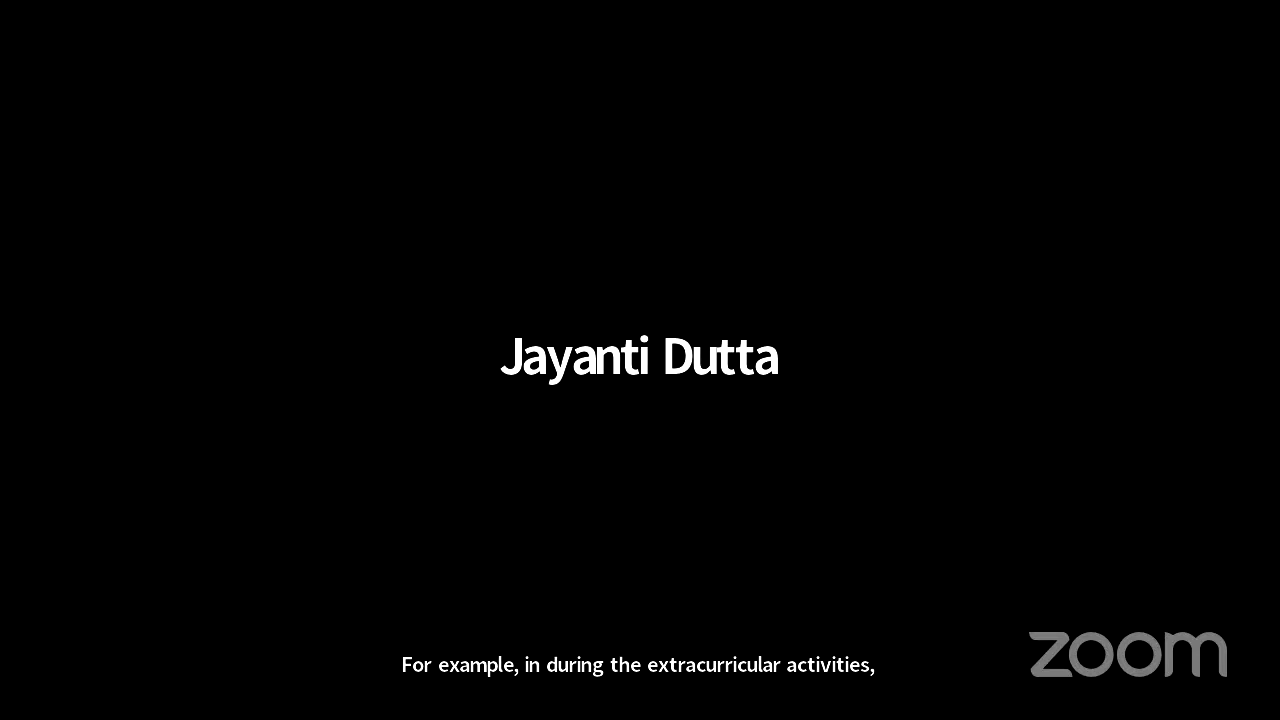 Jayanti Dutta
For example, in during the extracurricular activities,
zoom